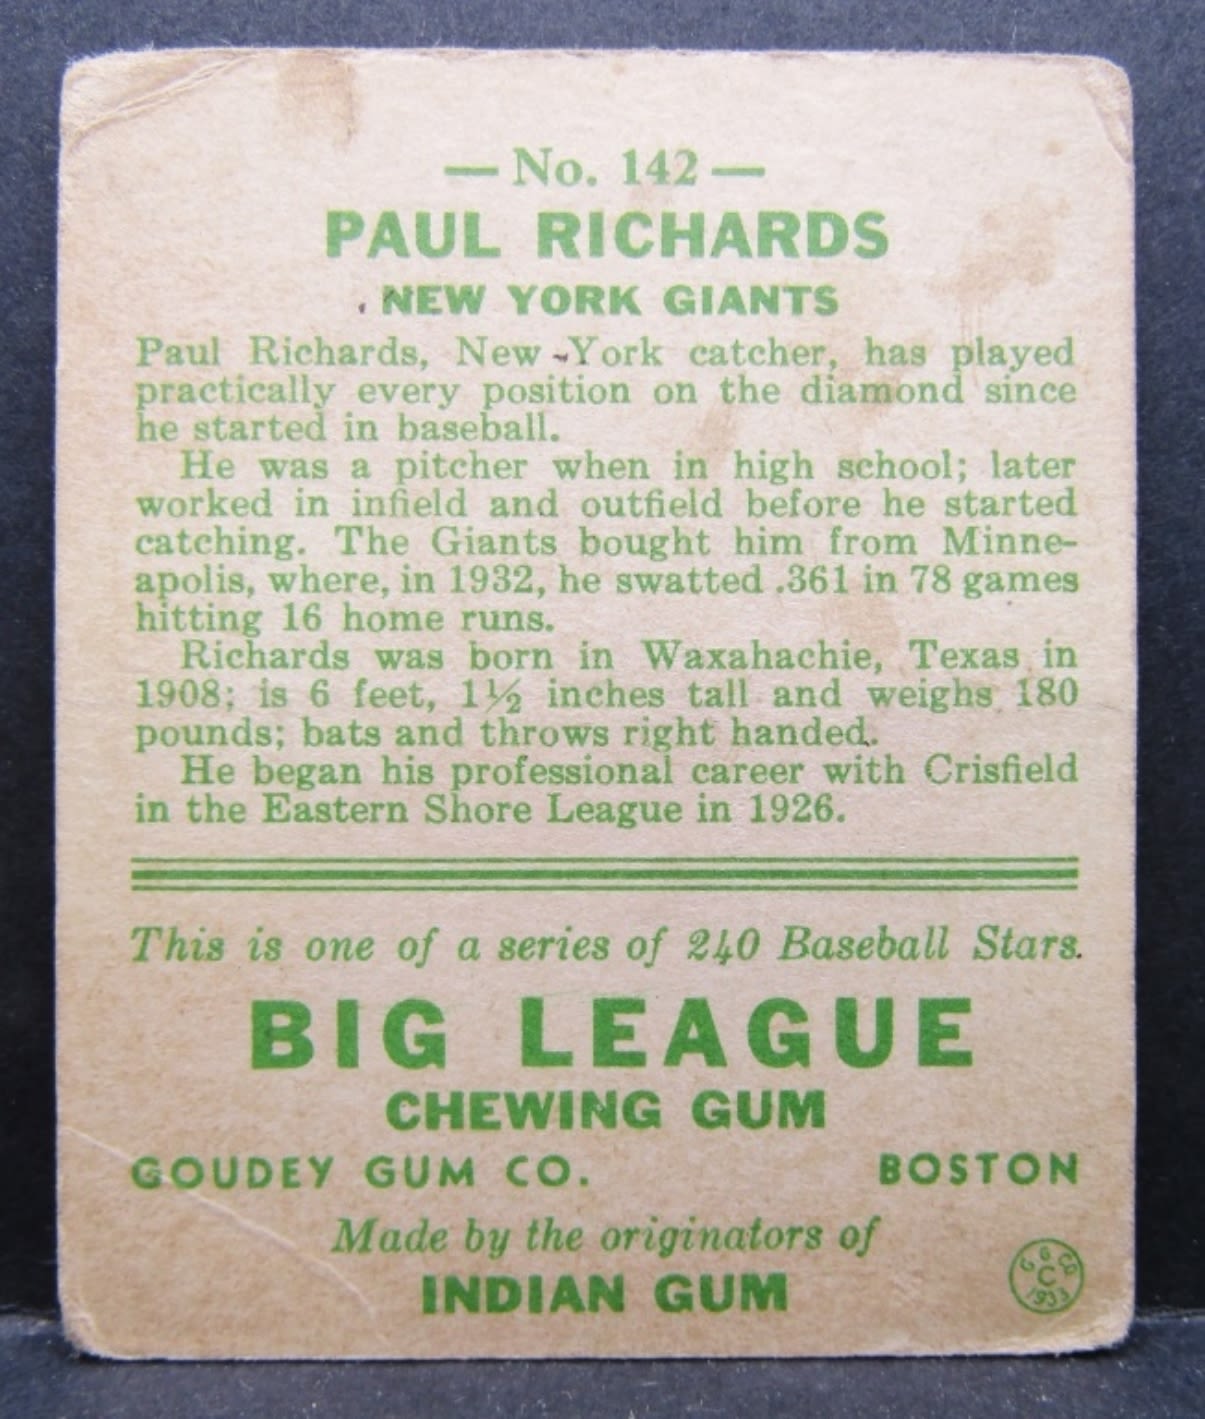 — No. 142 —
PAUL RICHARDS
NEW YORK GIANTS
Paul Richards, New York catcher, has played
practically every position on the diamond since
he started in baseball.
He was a pitcher when in high school; later
worked in infield and outfield before he started
catching. The Giants bought him from Minne-
apolis, where, in 1932, he swatted .361 in 78 games
hitting 16 home runs.
Richards was born in Waxahachie, Texas in
1908; is 6 feet, 1½ inches tall and weighs 180
pounds; bats and throws right handed.
He began his professional career with Crisfield
in the Eastern Shore League in 1926.
This is one of a series of 240 Baseball Stars.
BIG LEAGUE
CHEWING GUM
GOUDEY GUM CO. BOSTON
Made by the originators of
INDIAN GUM
G. G. CO.
C
1933